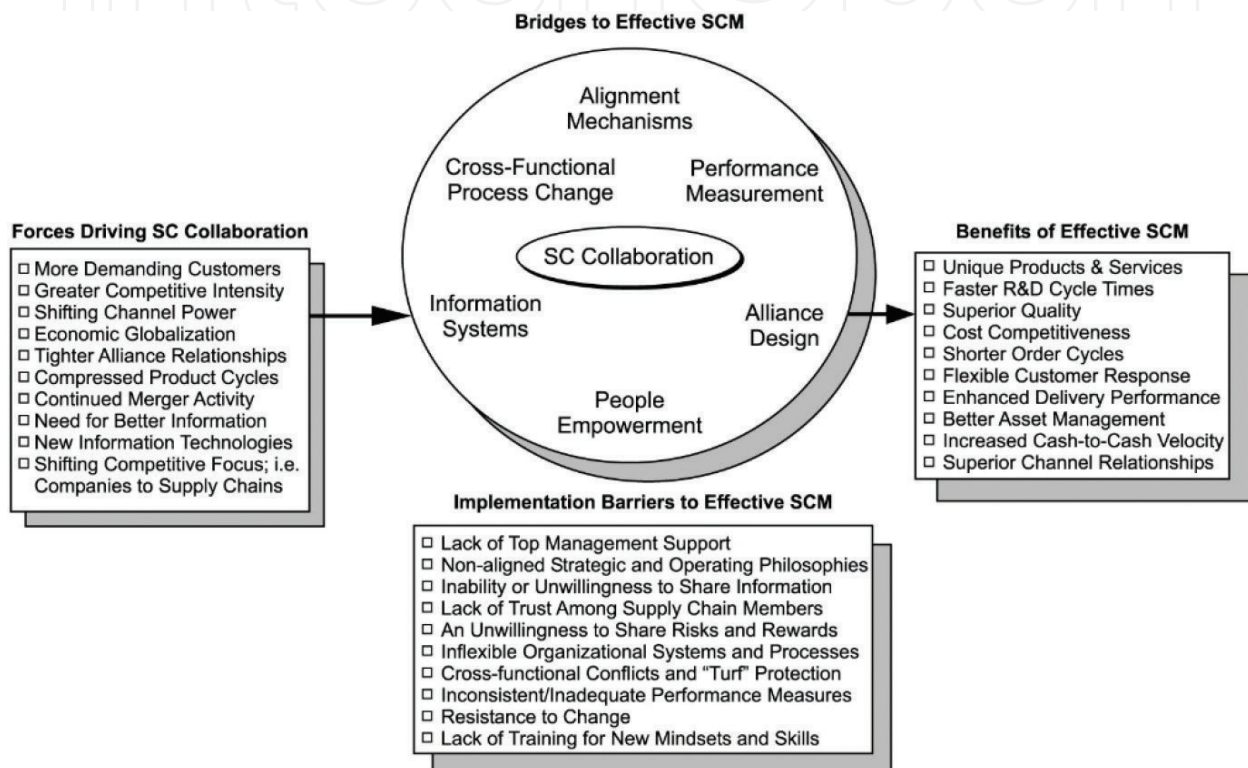 Bridges to Effective SCM
Alignment
Mechanisms
Cross-Functional
Process Change
Performance
Measurement
SC Collaboration
Information
Systems
Alliance
Design
People
Empowerment
Forces Driving SC Collaboration
More Demanding Customers
Greater Competitive Intensity
Shifting Channel Power
Economic Globalization
Tighter Alliance Relationships
Compressed Product Cycles
Continued Merger Activity
Need for Better Information
New Information Technologies
Shifting Competitive Focus; i.e.
Companies to Supply Chains
Benefits of Effective SCM
Unique Products & Services
Faster R&D Cycle Times
Superior Quality
Cost Competitiveness
Shorter Order Cycles
Flexible Customer Response
Enhanced Delivery Performance
Better Asset Management
Increased Cash-to-Cash Velocity
Superior Channel Relationships
Implementation Barriers to Effective SCM
Lack of Top Management Support
Non-aligned Strategic and Operating Philosophies
Inability or Unwillingness to Share Information
Lack of Trust Among Supply Chain Members
An Unwillingness to Share Risks and Rewards
Inflexible Organizational Systems and Processes
Cross-functional Conflicts and “Turf” Protection
Inconsistent/Inadequate Performance Measures
Resistance to Change
Lack of Training for New Mindsets and Skills